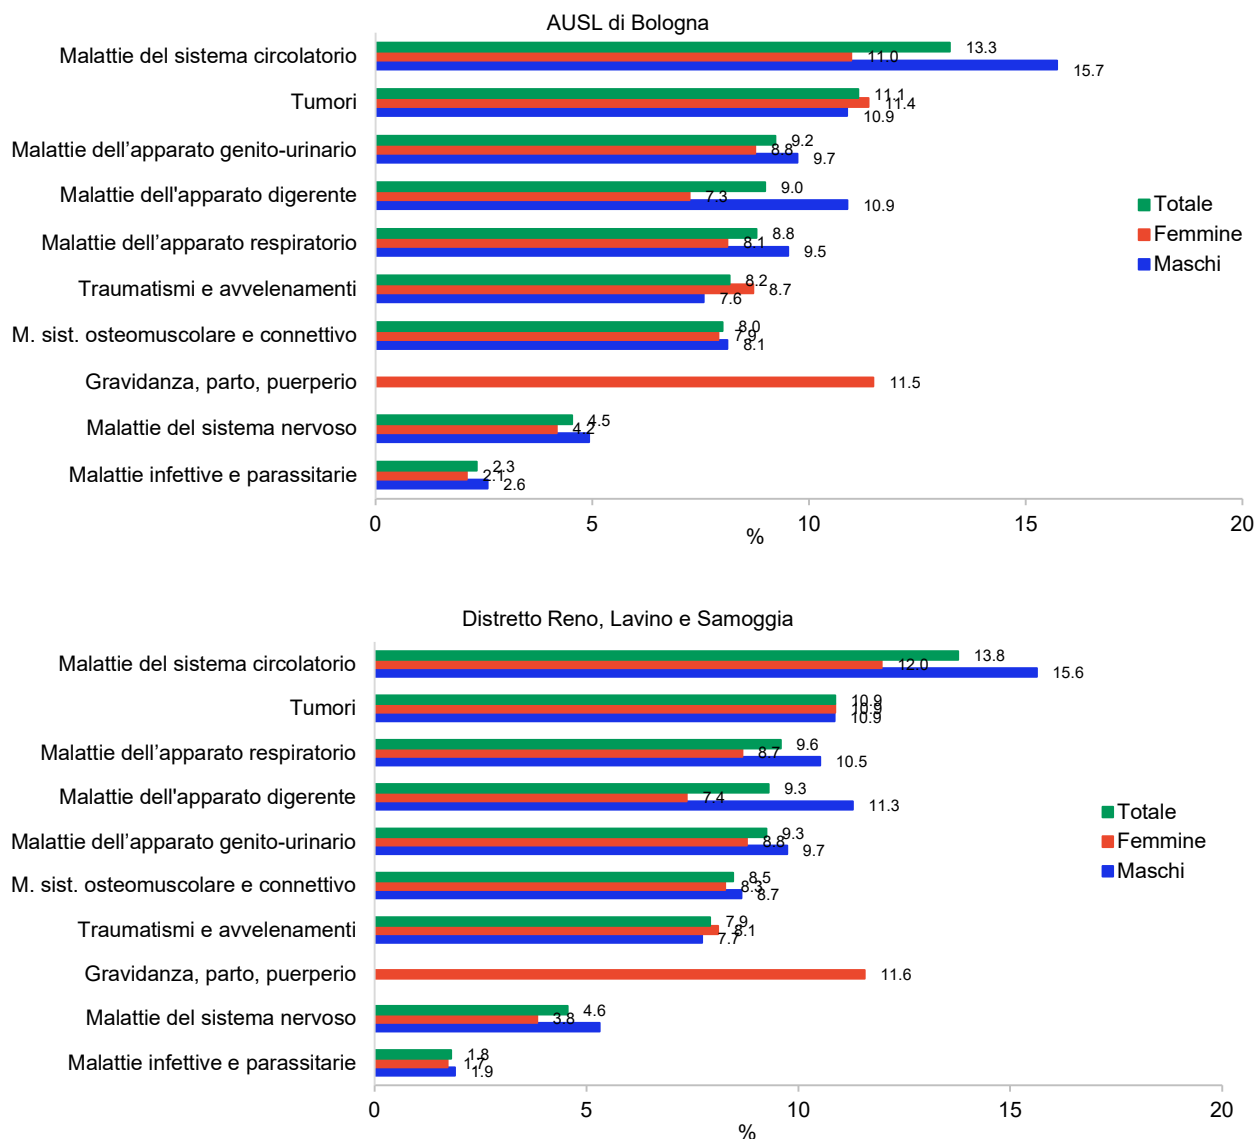 AUSL di Bologna
Malattie del sistema circolatorio
13.3
11.0
15.7
Tumori
11.1
11.4
10.9
Malattie dell’apparato genito-urinario
9.2
8.8
9.7
Malattie dell'apparato digerente
9.0
7.3
10.9
Malattie dell’apparato respiratorio
8.8
8.1
9.5
Traumatismi e avvelenamenti
8.2
8.7
7.6
M. sist. osteomuscolare e connettivo
8.0
7.9
8.1
Gravidanza, parto, puerperio
11.5
Malattie del sistema nervoso
4.5
4.2
Malattie infettive e parassitarie
2.3
2.1
2.6
Totale
Femmine
Maschi
0 5 10 15 20
%
Distretto Reno, Lavino e Samoggia
Malattie del sistema circolatorio
13.8
12.0
15.6
Tumori
10.9
10.9
10.9
Malattie dell’apparato respiratorio
9.6
8.7
10.5
Malattie dell'apparato digerente
9.3
7.4
11.3
Malattie dell’apparato genito-urinario
9.3
8.8
9.7
M. sist. osteomuscolare e connettivo
8.5
8.3
8.7
Traumatismi e avvelenamenti
7.9
8.1
7.7
Gravidanza, parto, puerperio
11.6
Malattie del sistema nervoso
4.6
3.8
Malattie infettive e parassitarie
1.8
1.7
1.9
Totale
Femmine
Maschi
0 5 10 15 20
%